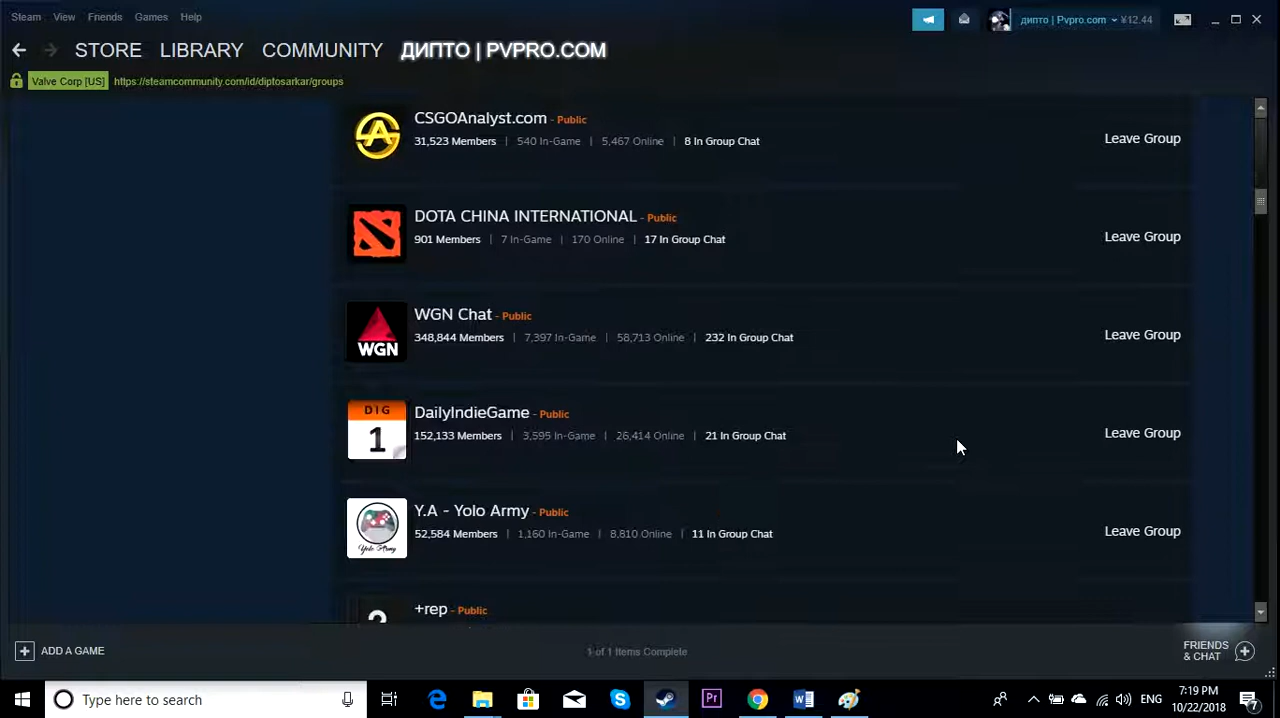 Steam View Friends Games Help
дипто | Pvpro.com ¥12.44
STORE LIBRARY COMMUNITY ДИПТО | PVPRO.COM
Valve Corp [US] https://steamcommunity.com/id/diptosarkar/groups
CSGOAnalyst.com - Public
31,523 Members | 540 In-Game | 5,467 Online | 8 In Group Chat
Leave Group
DOTA CHINA INTERNATIONAL - Public
901 Members | 7 In-Game | 170 Online | 17 In Group Chat
Leave Group
WGN
WGN Chat - Public
348,844 Members | 7,397 In-Game | 58,713 Online | 232 In Group Chat
Leave Group
DIG
1
DailyIndieGame - Public
152,133 Members | 3,595 In-Game | 26,414 Online | 21 In Group Chat
Leave Group
Yolo Army
Y.A - Yolo Army - Public
52,584 Members | 1,160 In-Game | 8,810 Online | 11 In Group Chat
Leave Group
+rep - Public
ADD A GAME
1 of 1 Items Complete
FRIENDS
& CHAT
Type here to search
Pr
ENG
7:19 PM
10/22/2018
7